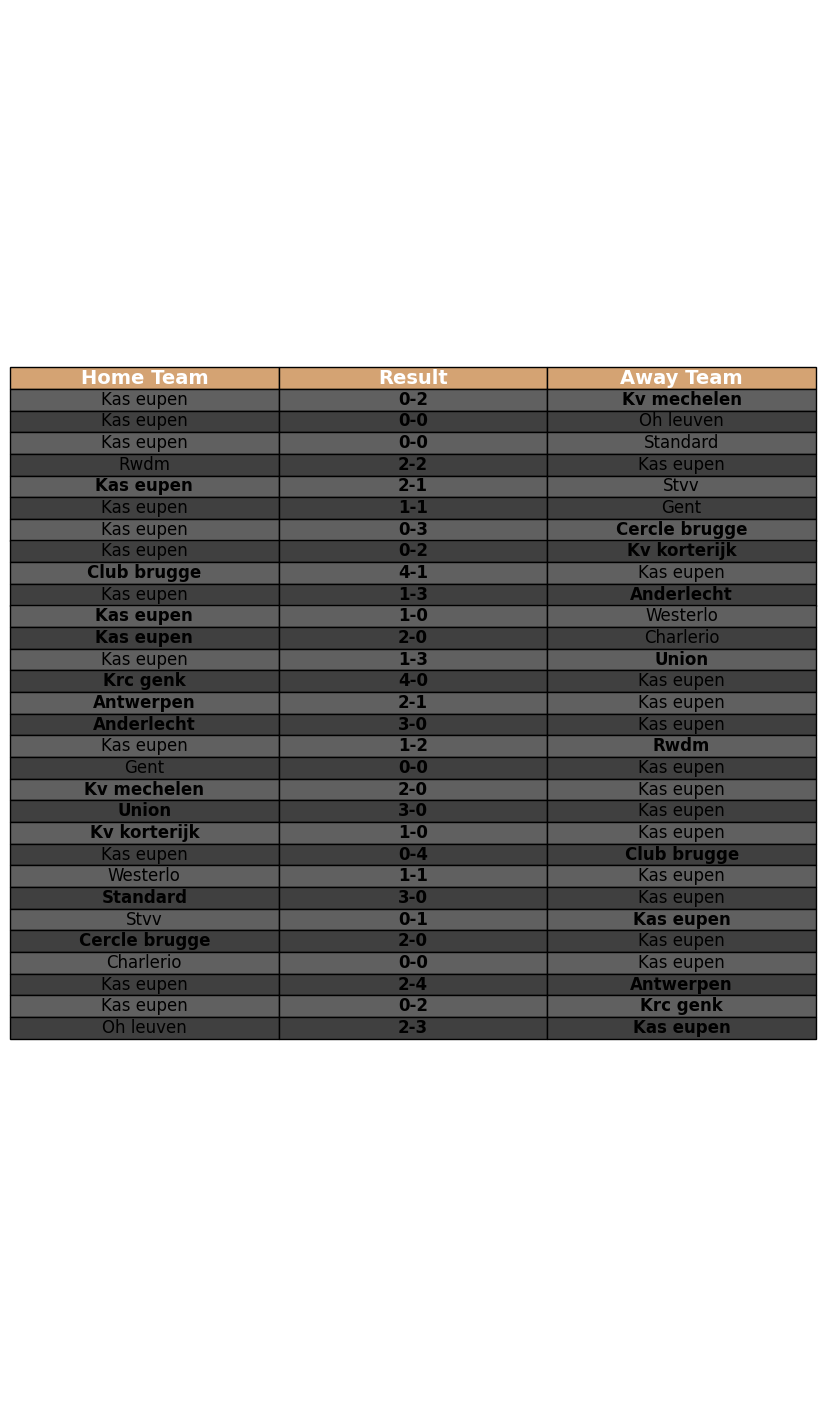 Home Team Result Away Team
Kas eupen 0-2 Kv mechelen
Kas eupen 0-0 Oh leuven
Kas eupen 0-0 Standard
Rwdm 2-2 Kas eupen
Kas eupen 2-1 Stvv
Kas eupen 1-1 Gent
Kas eupen 0-3 Cercle brugge
Kas eupen 0-2 Kv korterijk
Club brugge 4-1 Kas eupen
Kas eupen 1-3 Anderlecht
Kas eupen 1-0 Westerlo
Kas eupen 2-0 Charlerio
Kas eupen 1-3 Union
Krc genk 4-0 Kas eupen
Antwerpen 2-1 Kas eupen
Anderlecht 3-0 Kas eupen
Kas eupen 1-2 Rwdm
Gent 0-0 Kas eupen
Kv mechelen 2-0 Kas eupen
Union 3-0 Kas eupen
Kv korterijk 1-0 Kas eupen
Kas eupen 0-4 Club brugge
Westerlo 1-1 Kas eupen
Standard 3-0 Kas eupen
Stvv 0-1 Kas eupen
Cercle brugge 2-0 Kas eupen
Charlerio 0-0 Kas eupen
Kas eupen 2-4 Antwerpen
Kas eupen 0-2 Krc genk
Oh leuven 2-3 Kas eupen